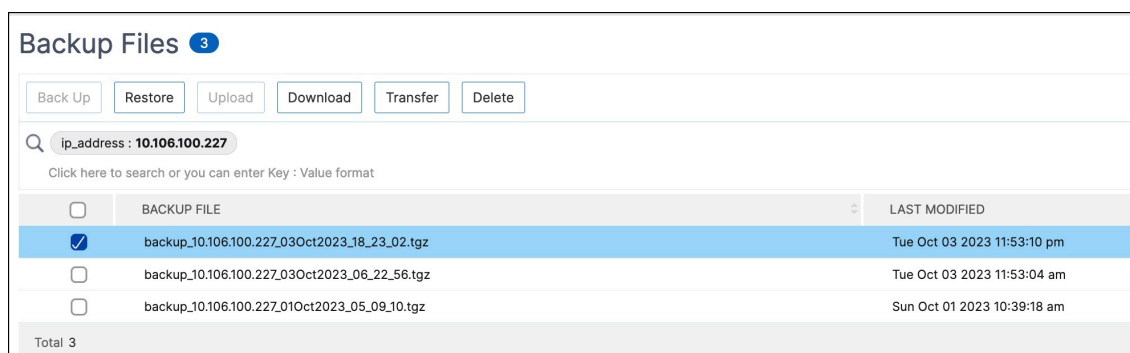 Backup Files 3
Back Up Restore Upload Download Transfer Delete
ip_address : 10.106.100.227
Click here to search or you can enter Key : Value format
BACKUP FILE LAST MODIFIED
backup_10.106.100.227_03Oct2023_18_23_02.tgz Tue Oct 03 2023 11:53:10 pm
backup_10.106.100.227_03Oct2023_06_22_56.tgz Tue Oct 03 2023 11:53:04 am
backup_10.106.100.227_01Oct2023_05_09_10.tgz Sun Oct 01 2023 10:39:18 am
Total 3